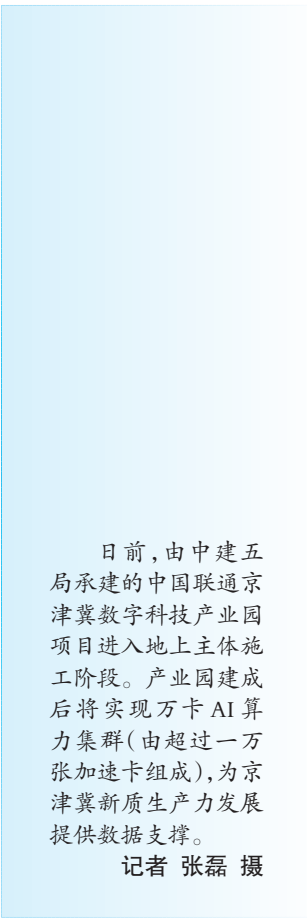 日前，由中建五
局承建的中国联通京
津冀数字科技产业园
项目进入地上主体施
工阶段。产业园建成
后将实现万卡 AI 算
力集群（由超过一万
张加速卡组成），为京
津冀新质生产力发展
提供数据支撑。
记者 张磊 摄